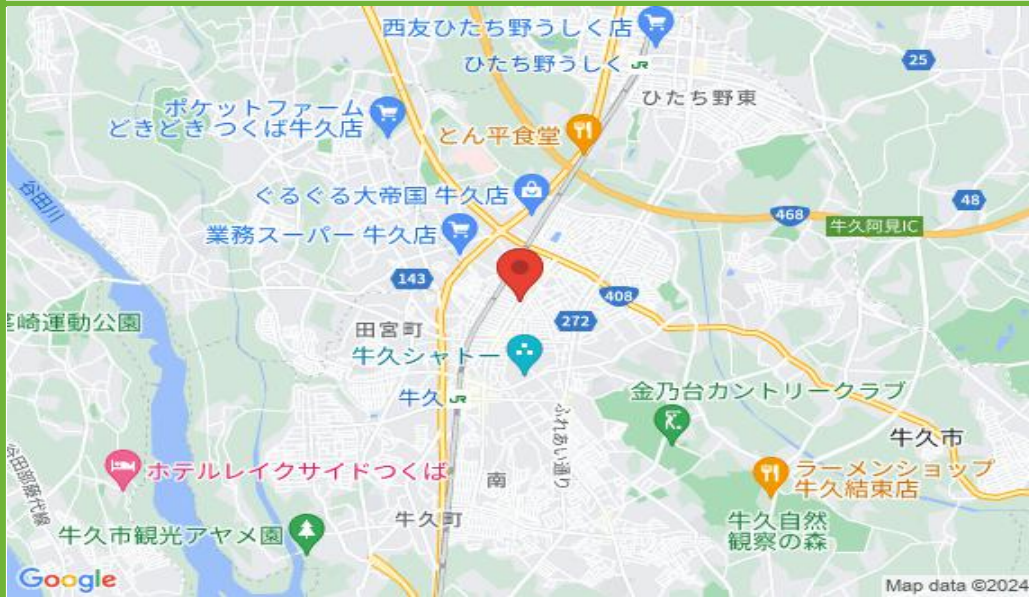 西友ひたち野うしく店
ひたち野うしく
JR
25
ひたち野東
ポケットファーム
どきどき つくば牛久店
とん平食堂
谷田川
ぐるぐる大帝国 牛久店
48
468
牛久阿見IC
業務スーパー 牛久店
143
408
272
崎運動公園
田宮町
牛久シャトー
牛久
JR
金乃台カントリークラブ
ふれあい通り
牛久市
ホテルレイクサイドつくば
南
ラーメンショップ
牛久結束店
谷田部藤代線
牛久町
牛久自然
観察の森
牛久市観光アヤメ園
Google
Map data ©2024